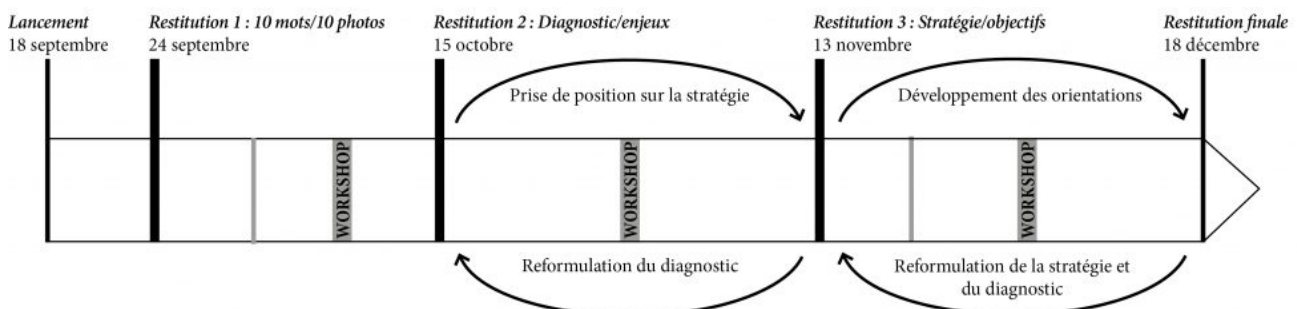 Lancement
18 septembre
Restitution 1 : 10 mots/10 photos
24 septembre
Restitution 2 : Diagnostic/enjeux
15 octobre
Restitution 3 : Stratégie/objectifs
13 novembre
Restitution finale
18 décembre
Prise de position sur la stratégie
Développement des orientations
WORKSHOP
WORKSHOP
WORKSHOP
Reformulation du diagnostic
Reformulation de la stratégie et
du diagnostic